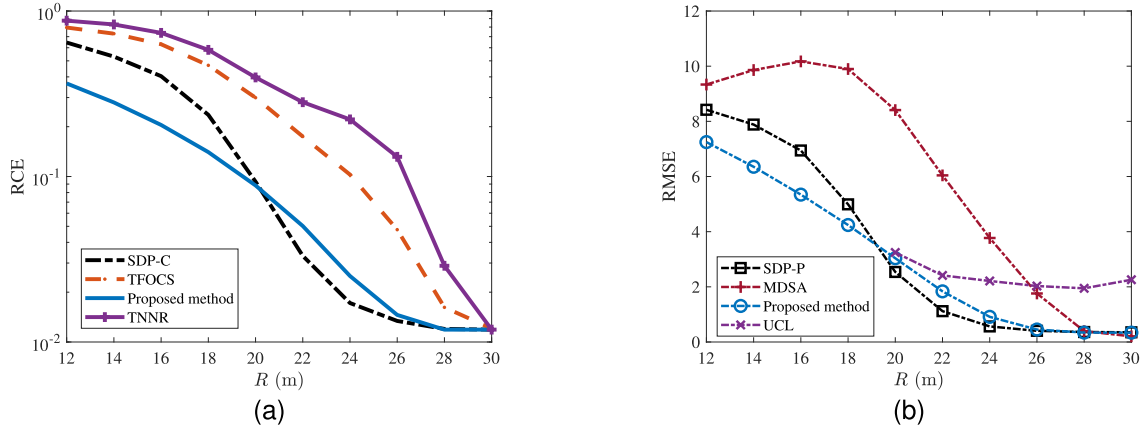 10^0
10^-1
10^-2
RCE
SDP-C
TFOCS
Proposed method
TNNR
12 14 16 18 20 22 24 26 28 30
R (m)
(a)
12
10
8
6
4
2
0
RMSE
SDP-P
MDSA
Proposed method
UCL
12 14 16 18 20 22 24 26 28 30
R (m)
(b)